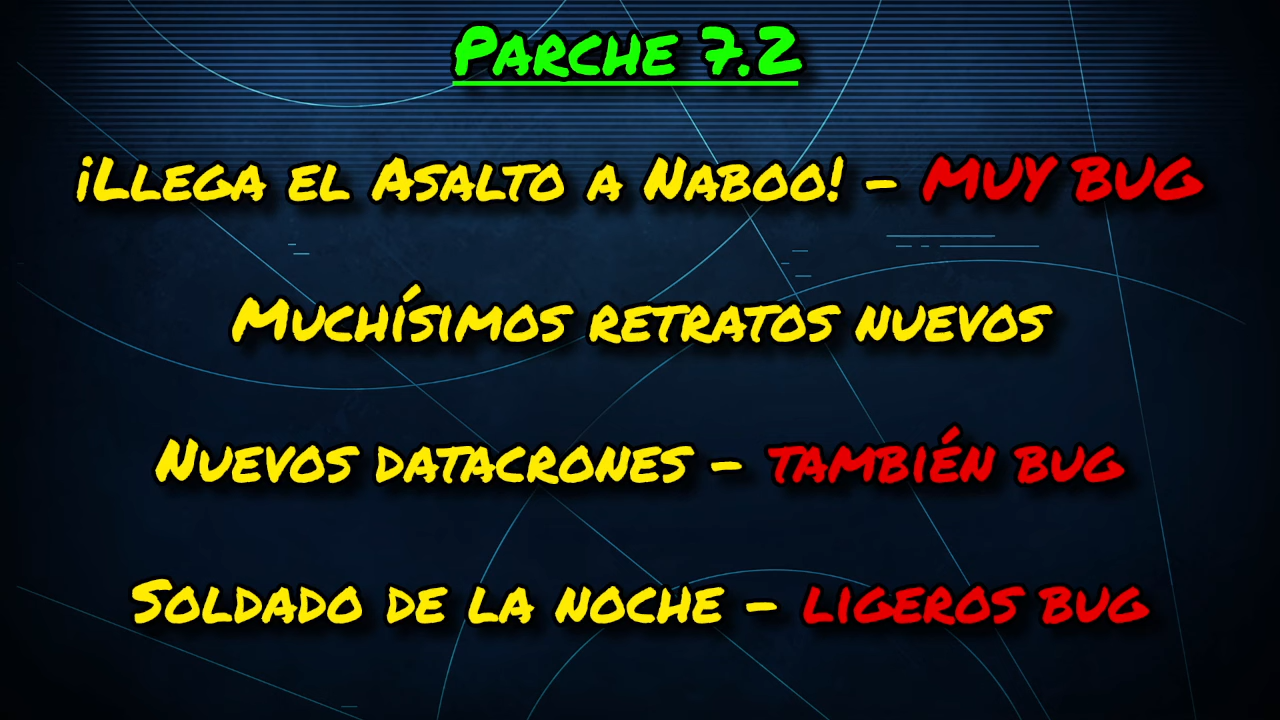 Parche 7.2
¡Llega el Asalto a Naboo! - MUY BUG
Muchísimos retratos nuevos
Nuevos datacrones - también bug
Soldado de la noche - ligeros bug